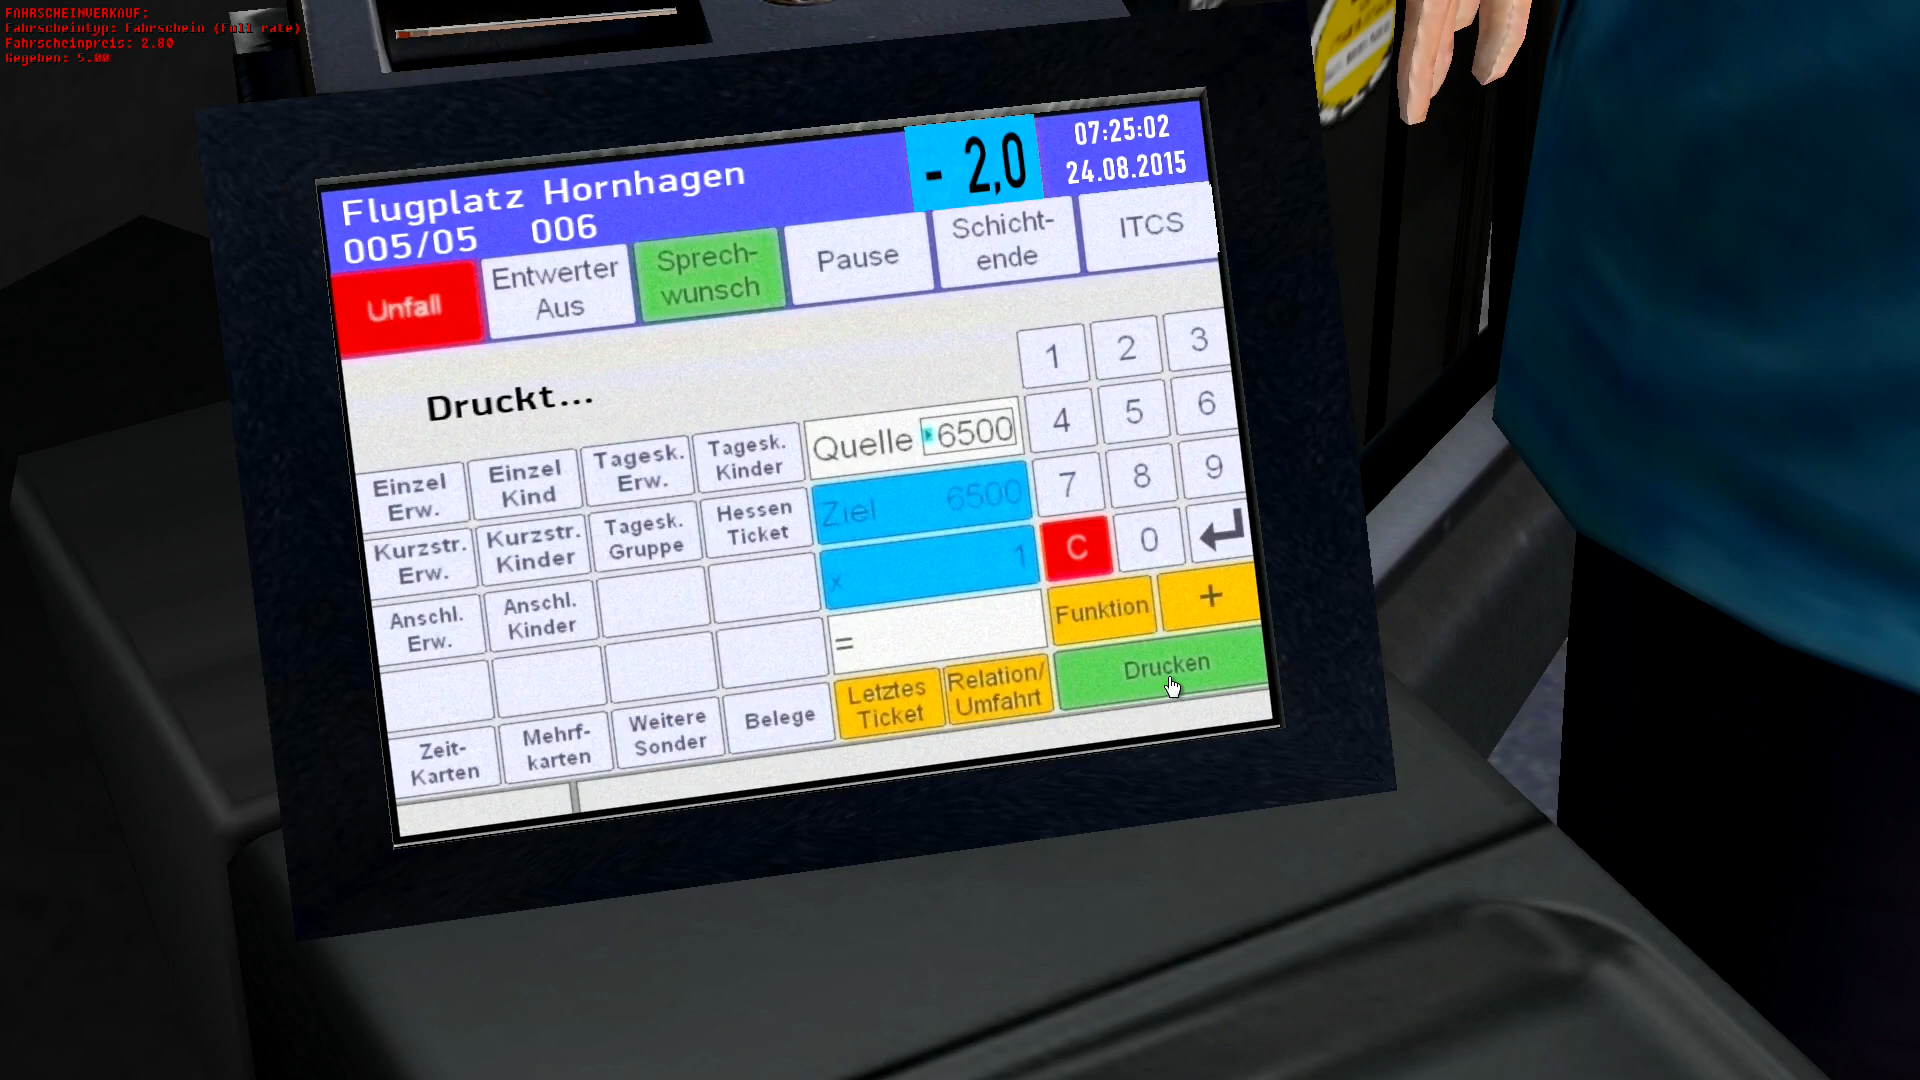 FAHRSCHEINVERKAUF:
Fahrscheintyp: Fahrschein (Full rate)
Fahrscheinpreis: 2.80
Gegeben: 5.00
Flugplatz Hornhagen
005/05 006
- 2,0
07:25:02
24.08.2015
Unfall
Entwerter
Aus
Sprech-
wunsch
Pause
Schicht-
ende
ITCS
Druckt...
Einzel
Erw.
Einzel
Kind
Tagesk.
Erw.
Tagesk.
Kinder
Kurzstr.
Erw.
Kurzstr.
Kinder
Tagesk.
Gruppe
Hessen
Ticket
Anschl.
Erw.
Anschl.
Kinder
Zeit-
Karten
Mehrf-
karten
Weitere
Sonder
Belege
Quelle 6500
Ziel 6500
x 1
=
Letztes
Ticket
Relation/
Umfahrt
1 2 3
4 5 6
7 8 9
C 0
Funktion +
Drucken